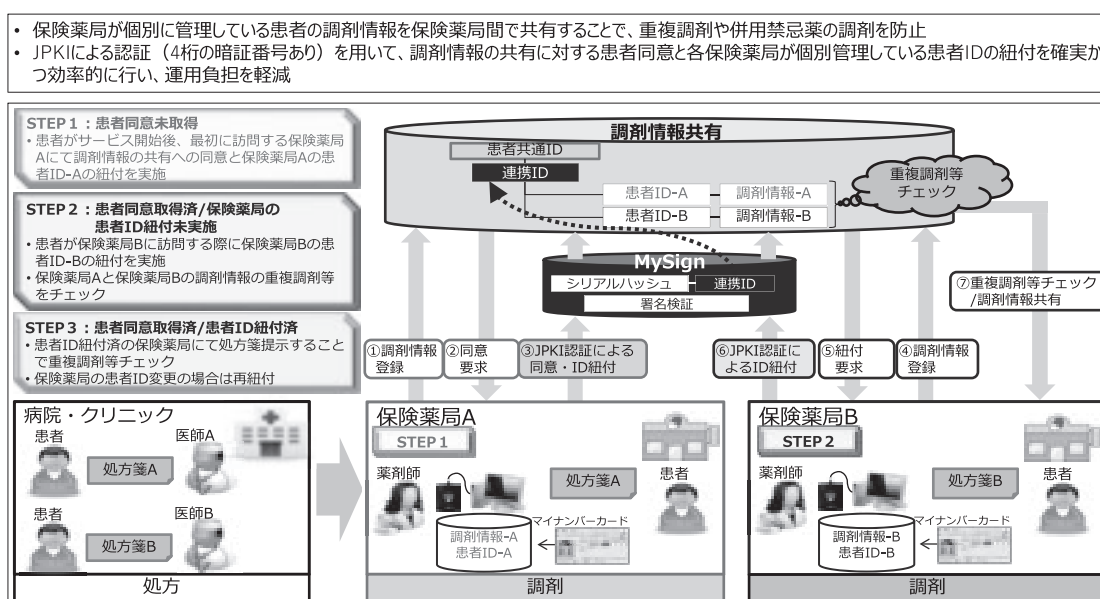 • 保険薬局が個別に管理している患者の調剤情報を保険薬局間で共有することで、重複調剤や併用禁忌薬の調剤を防止
• JPKIによる認証（4桁の暗証番号あり）を用いて、調剤情報の共有に対する患者同意と各保険薬局が個別管理している患者IDの紐付を確実か
つ効率的に行い、運用負担を軽減
STEP 1 ：患者同意未取得
・患者がサービス開始後、最初に訪問する保険薬局
Aにて調剤情報の共有への同意と保険薬局Aの患
者ID-Aの紐付を実施
STEP 2 ：患者同意取得済/保険薬局の
患者ID紐付未実施
・患者が保険薬局Bに訪問する際に保険薬局Bの患
者ID-Bの紐付を実施
・保険薬局Aと保険薬局Bの調剤情報の重複調剤等
をチェック
STEP 3 ：患者同意取得済/患者ID紐付済
・患者ID紐付済の保険薬局にて処方箋提示すること
で重複調剤等チェック
・保険薬局の患者ID変更の場合は再紐付
調剤情報共有
患者共通ID
連携ID
患者ID-A
調剤情報-A
患者ID-B
調剤情報-B
重複調剤等
チェック
MySign
シリアルハッシュ
連携ID
署名検証
①調剤情報
登録
②同意
要求
③JPKI認証による
同意・ID紐付
⑥JPKI認証に
よるID紐付
⑤紐付
要求
④調剤情報
登録
⑦重複調剤等チェック
/調剤情報共有
病院・クリニック
患者
医師A
処方箋A
患者
医師B
処方箋B
処方
保険薬局A
STEP 1
薬剤師
処方箋A
患者
マイナンバーカード
調剤情報-A
患者ID-A
調剤
保険薬局B
STEP 2
薬剤師
処方箋B
患者
マイナンバーカード
調剤情報-B
患者ID-B
調剤